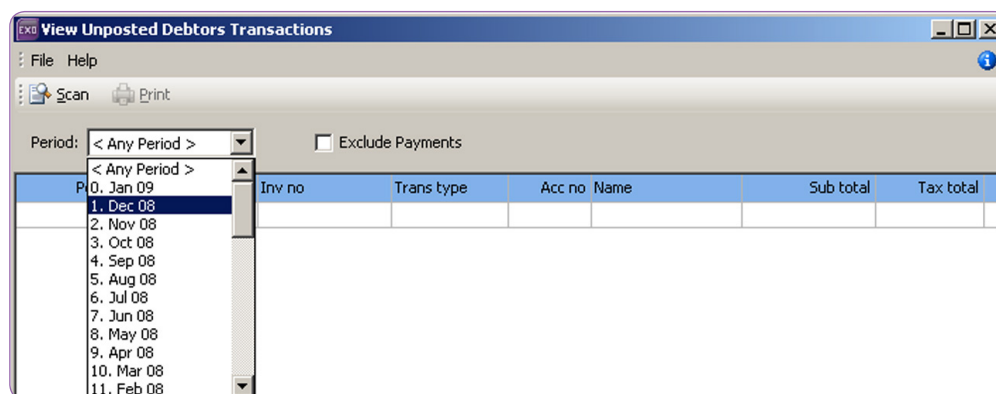 EXO View Unposted Debtors Transactions
File Help
Scan Print
Period: < Any Period > Exclude Payments
< Any Period >
P Inv no Trans type Acc no Name Sub total Tax total
0. Jan 09
1. Dec 08
2. Nov 08
3. Oct 08
4. Sep 08
5. Aug 08
6. Jul 08
7. Jun 08
8. May 08
9. Apr 08
10. Mar 08
11. Feb 08